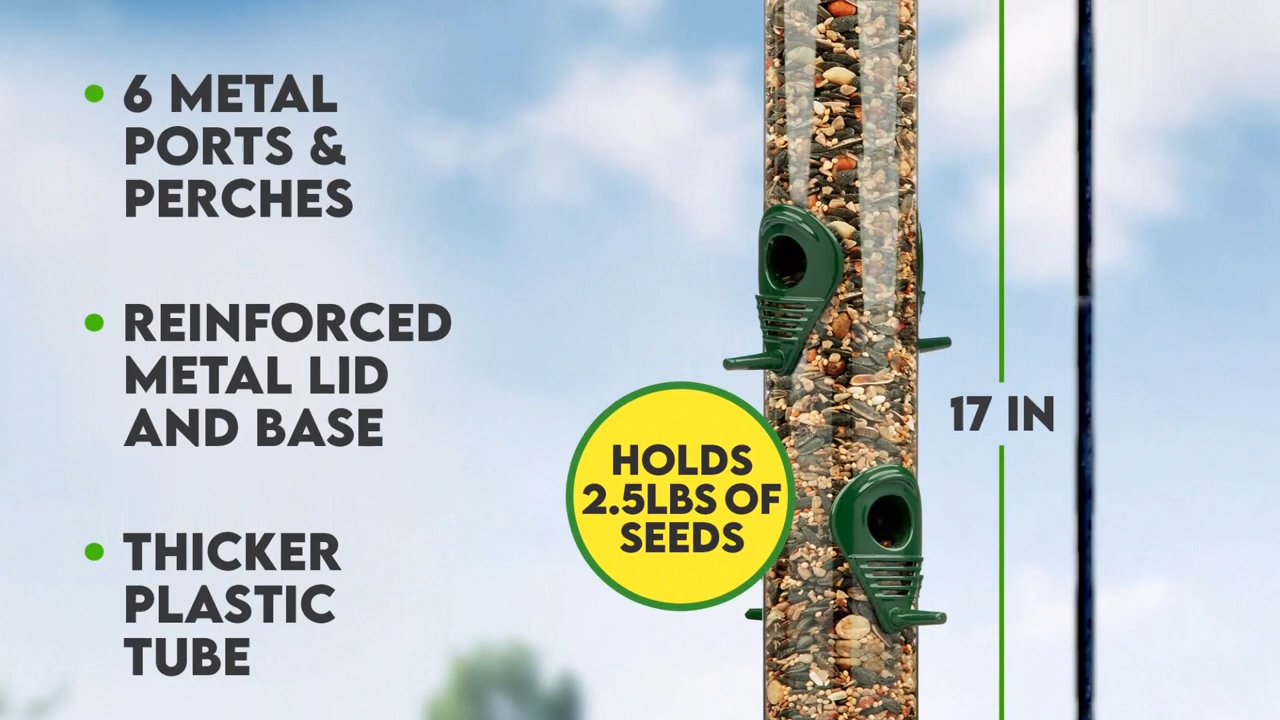 6 METAL
PORTS &
PERCHES
REINFORCED
METAL LID
AND BASE
THICKER
PLASTIC
TUBE
HOLDS
2.5LBS OF
SEEDS
17 IN